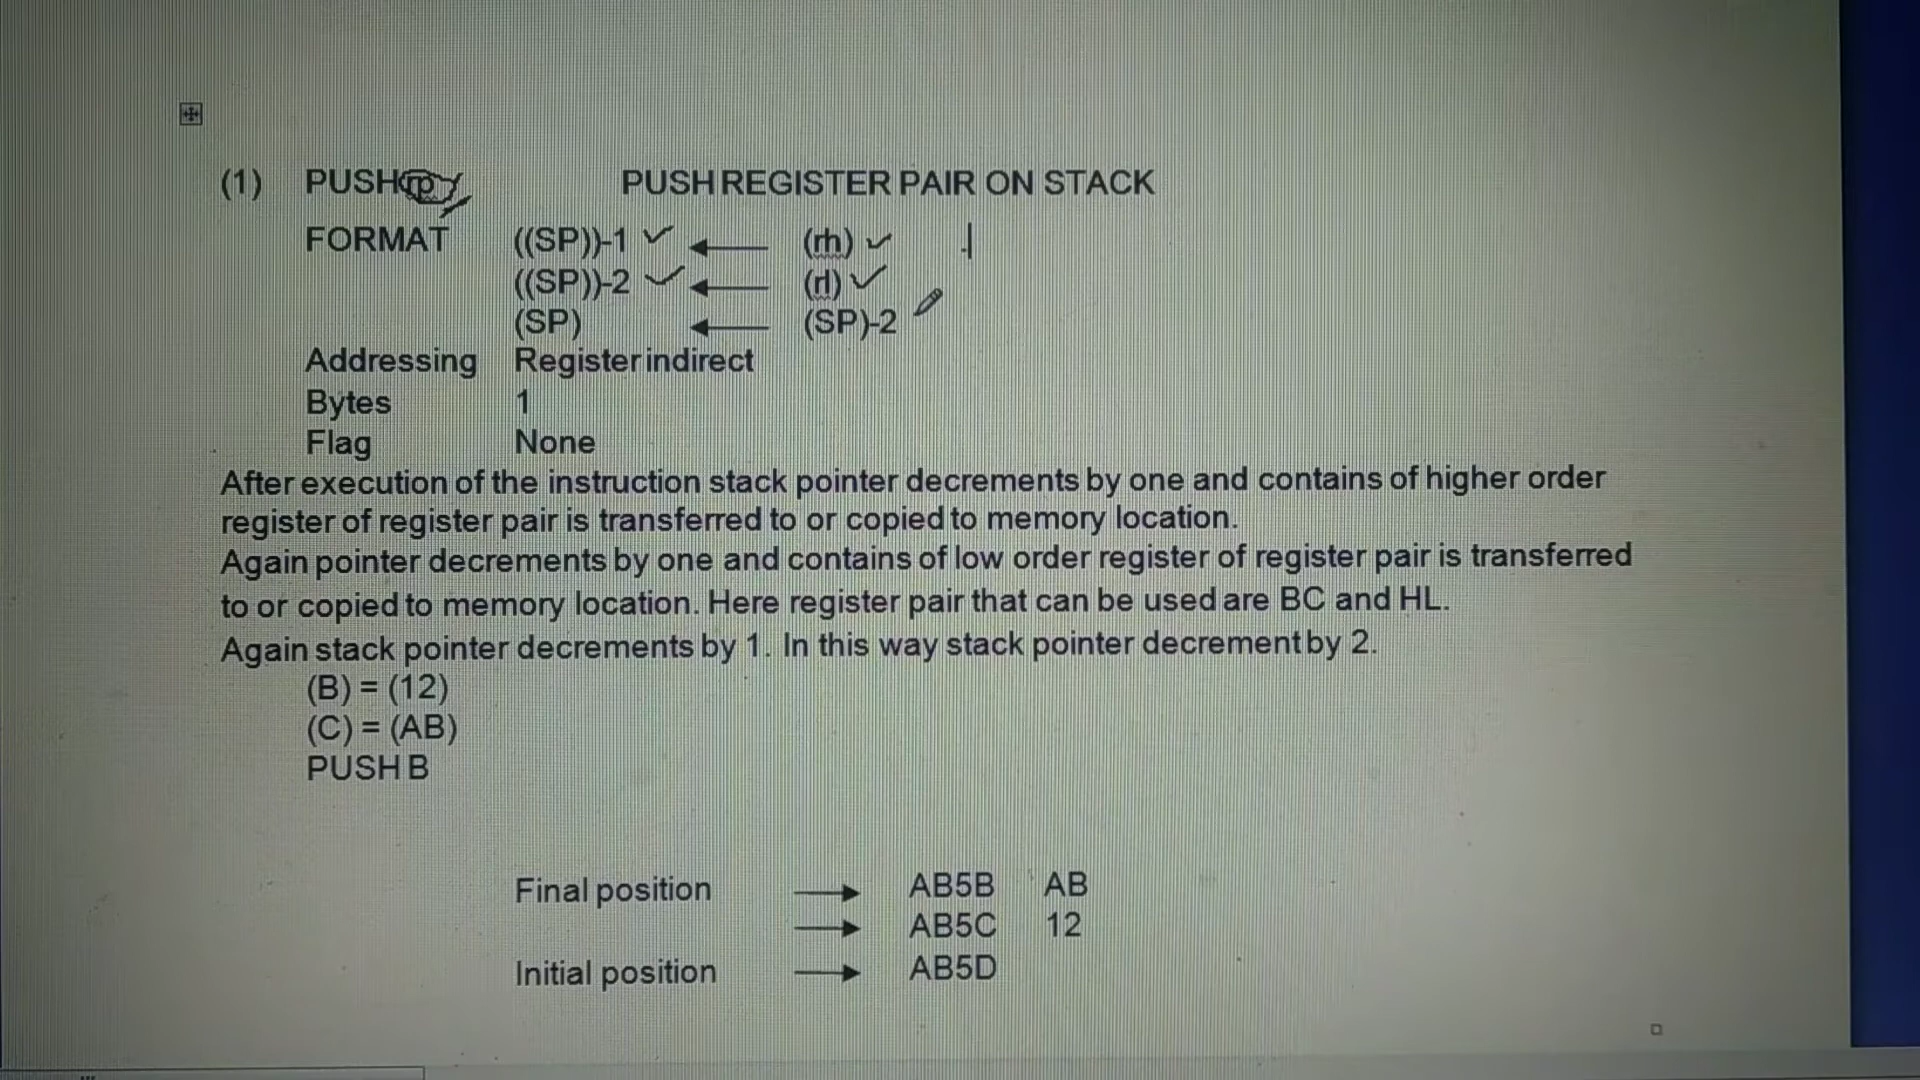 (1) PUSH rp PUSH REGISTER PAIR ON STACK
FORMAT ((SP))-1 (rh)
((SP))-2 (rl)
(SP) (SP)-2
Addressing Register indirect
Bytes 1
Flag None
After execution of the instruction stack pointer decrements by one and contains of higher order
register of register pair is transferred to or copied to memory location.
Again pointer decrements by one and contains of low order register of register pair is transferred
to or copied to memory location. Here register pair that can be used are BC and HL.
Again stack pointer decrements by 1. In this way stack pointer decrement by 2.
(B) = (12)
(C) = (AB)
PUSH B
Final position AB5B AB
AB5C 12
Initial position AB5D